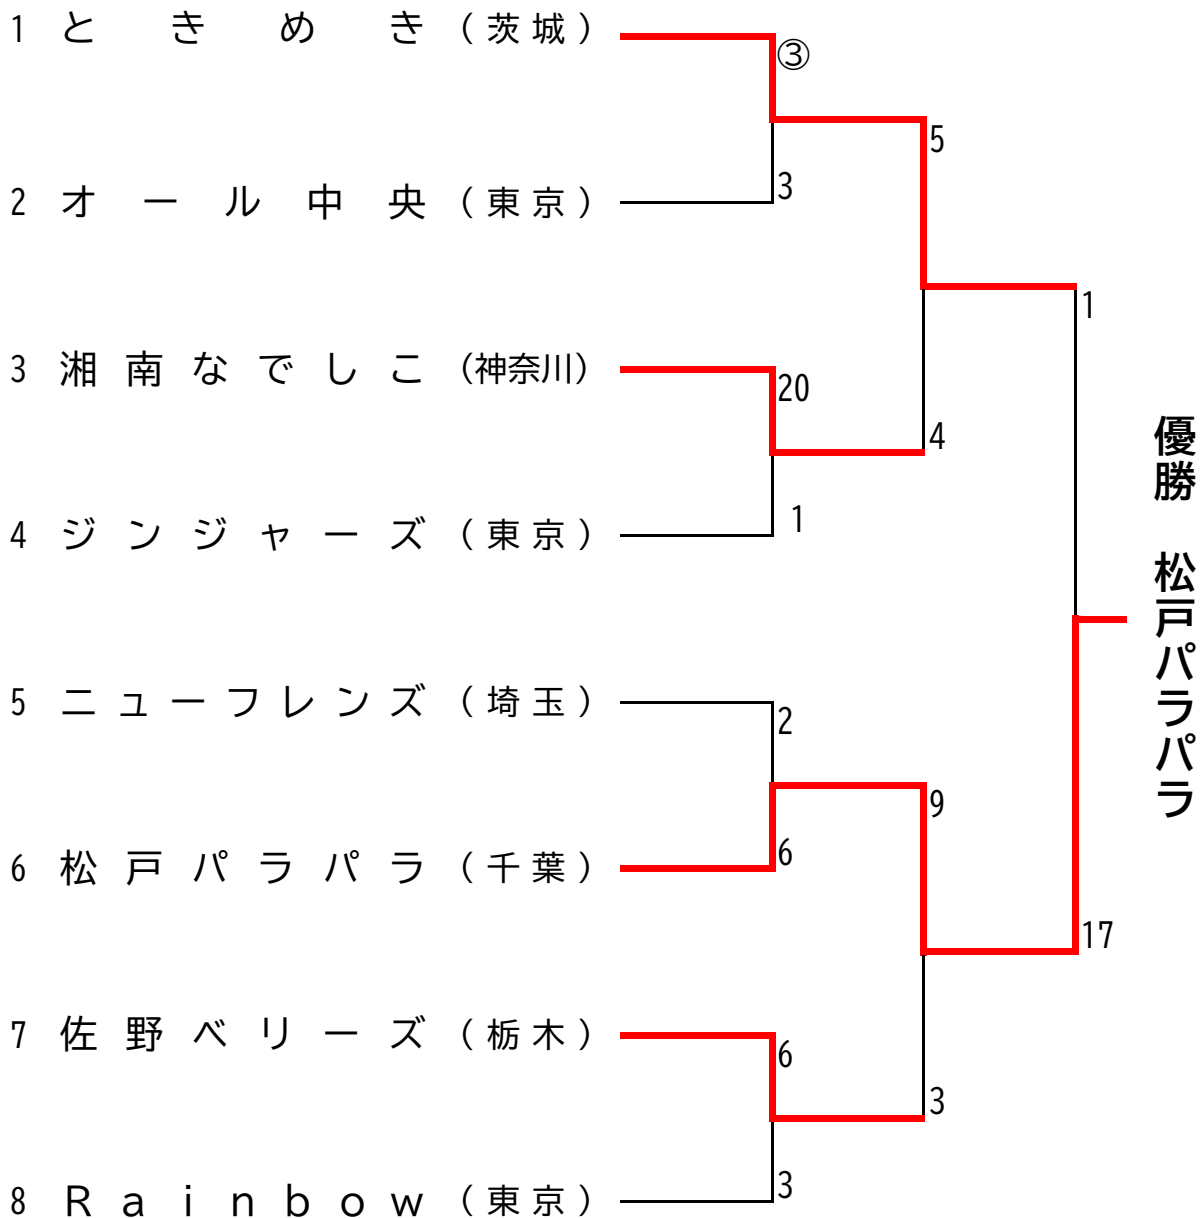 1 ときめき (茨城)
③
5
2 オール中央 (東京)
3
1
3 湘南なでしこ (神奈川)
20
4
4 ジンジャーズ (東京)
1
5 ニューフレンズ (埼玉)
2
9
6 松戸パラパラ (千葉)
6
17
7 佐野ベリーズ (栃木)
6
3
8 Rainbow (東京)
3
優勝 松戸パラパラ